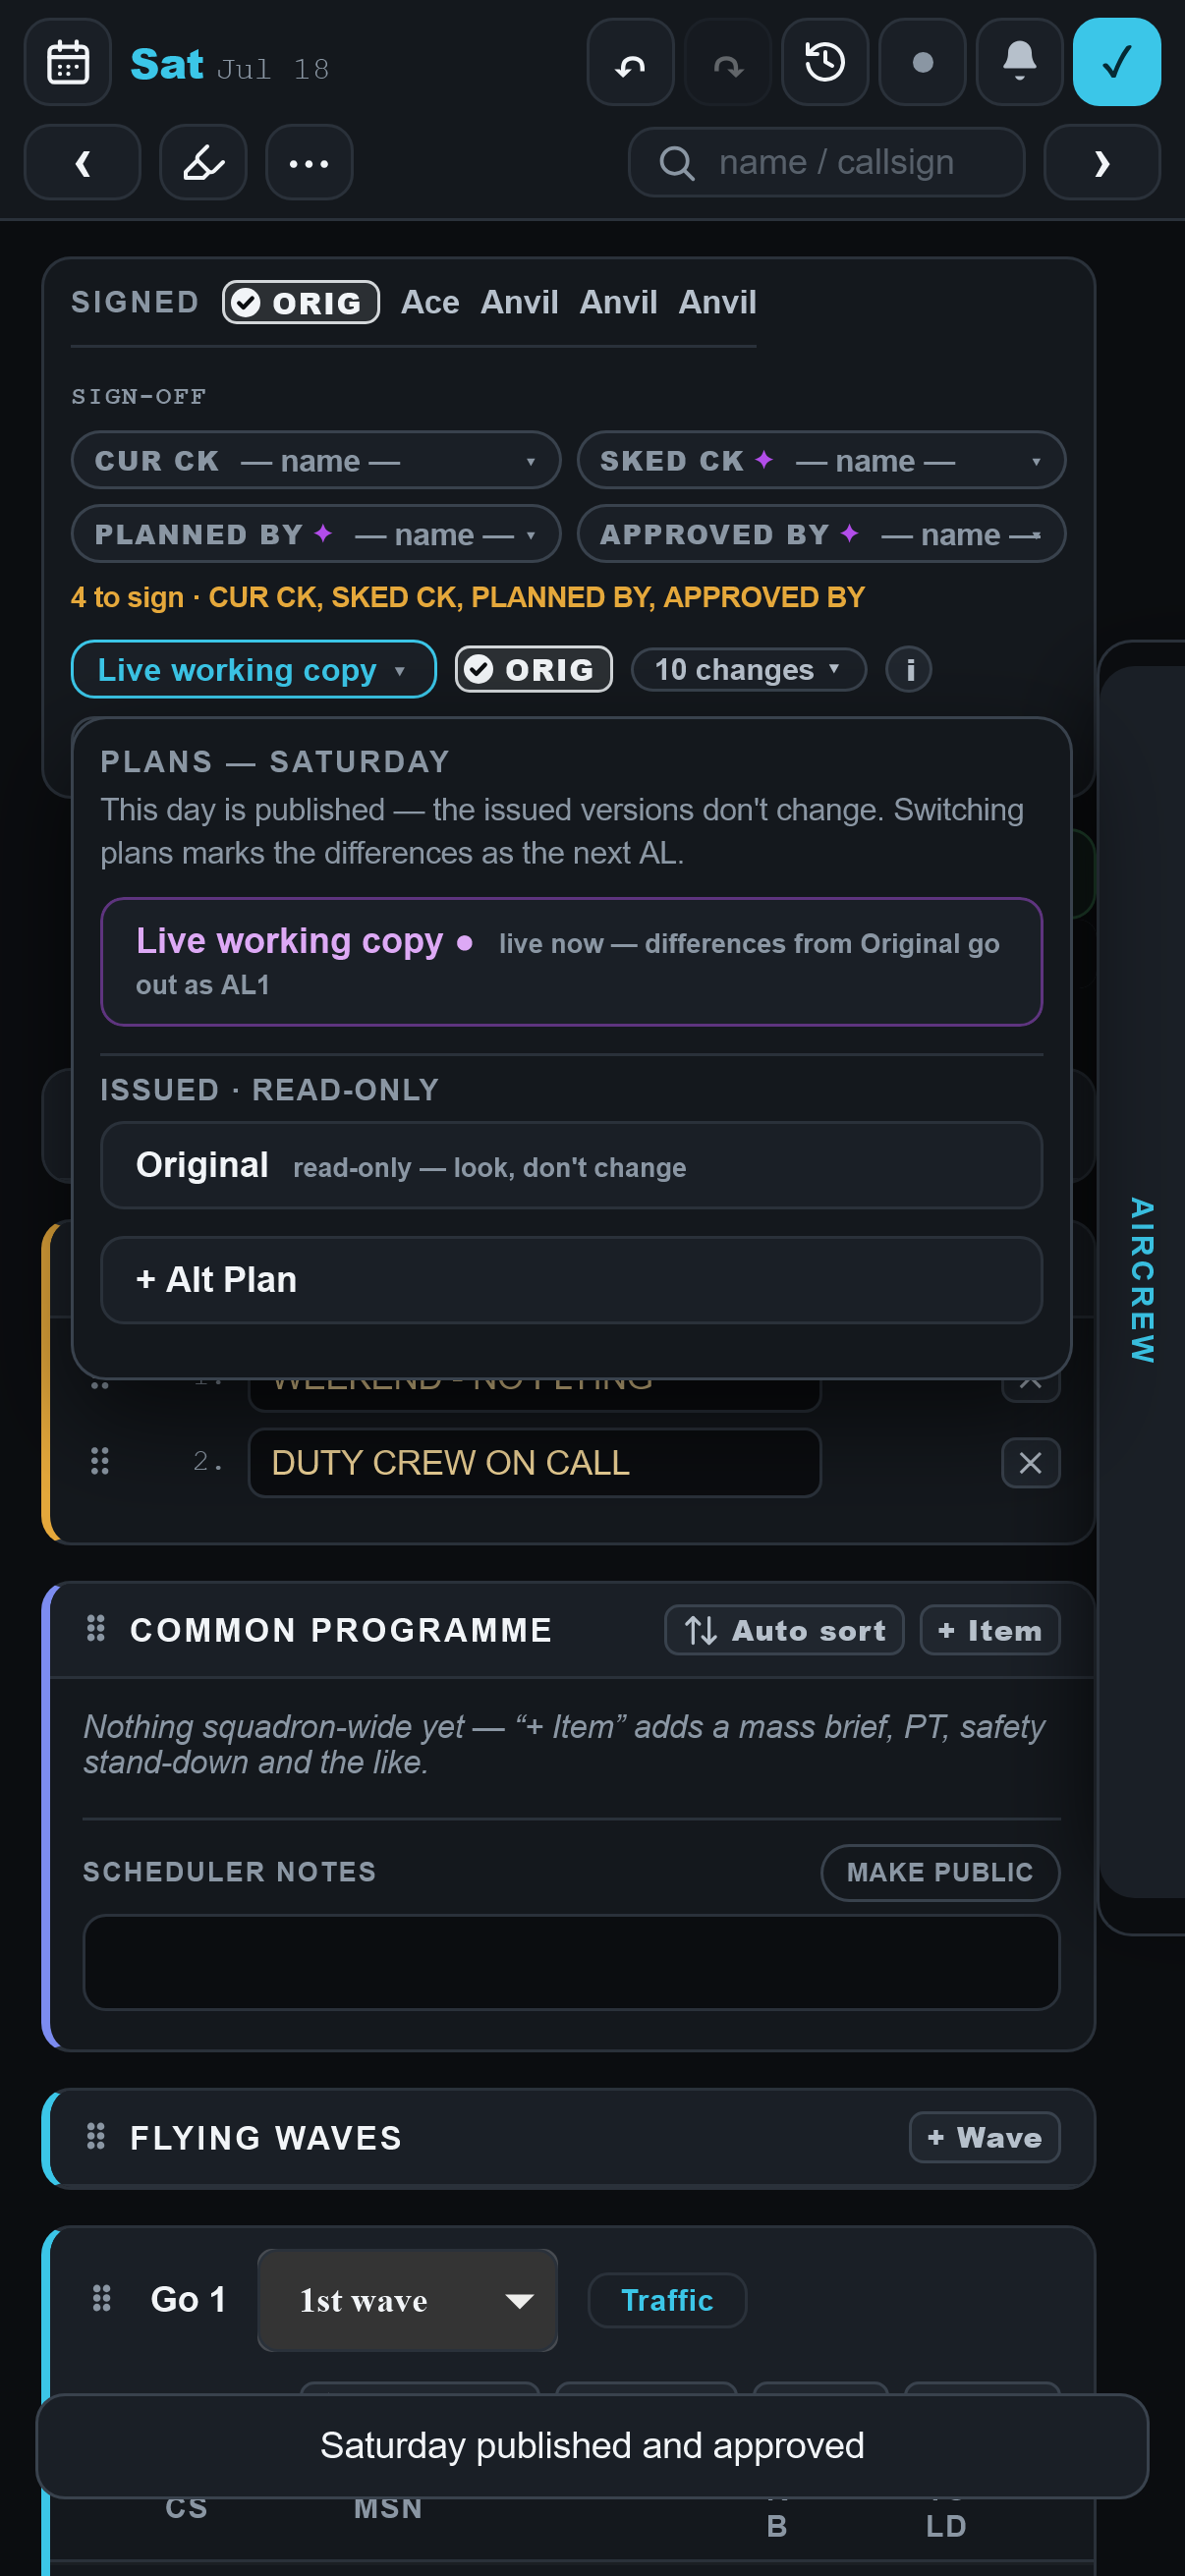 Sat Jul 18
name / callsign
SIGNED ORIG Ace Anvil Anvil Anvil
SIGN-OFF
CUR CK — name —
SKED CK — name —
PLANNED BY — name —
APPROVED BY — name —
4 to sign · CUR CK, SKED CK, PLANNED BY, APPROVED BY
Live working copy ORIG 10 changes i
PLANS — SATURDAY
This day is published — the issued versions don't change. Switching
plans marks the differences as the next AL.
Live working copy ● live now — differences from Original go
out as AL1
ISSUED · READ-ONLY
Original read-only — look, don't change
+ Alt Plan
AIRCREW
1. WEEKEND - NO FLYING
2. DUTY CREW ON CALL
COMMON PROGRAMME Auto sort + Item
Nothing squadron-wide yet — “+ Item” adds a mass brief, PT, safety
stand-down and the like.
SCHEDULER NOTES MAKE PUBLIC
FLYING WAVES + Wave
Go 1 1st wave Traffic
Saturday published and approved
CS MSN
B LD